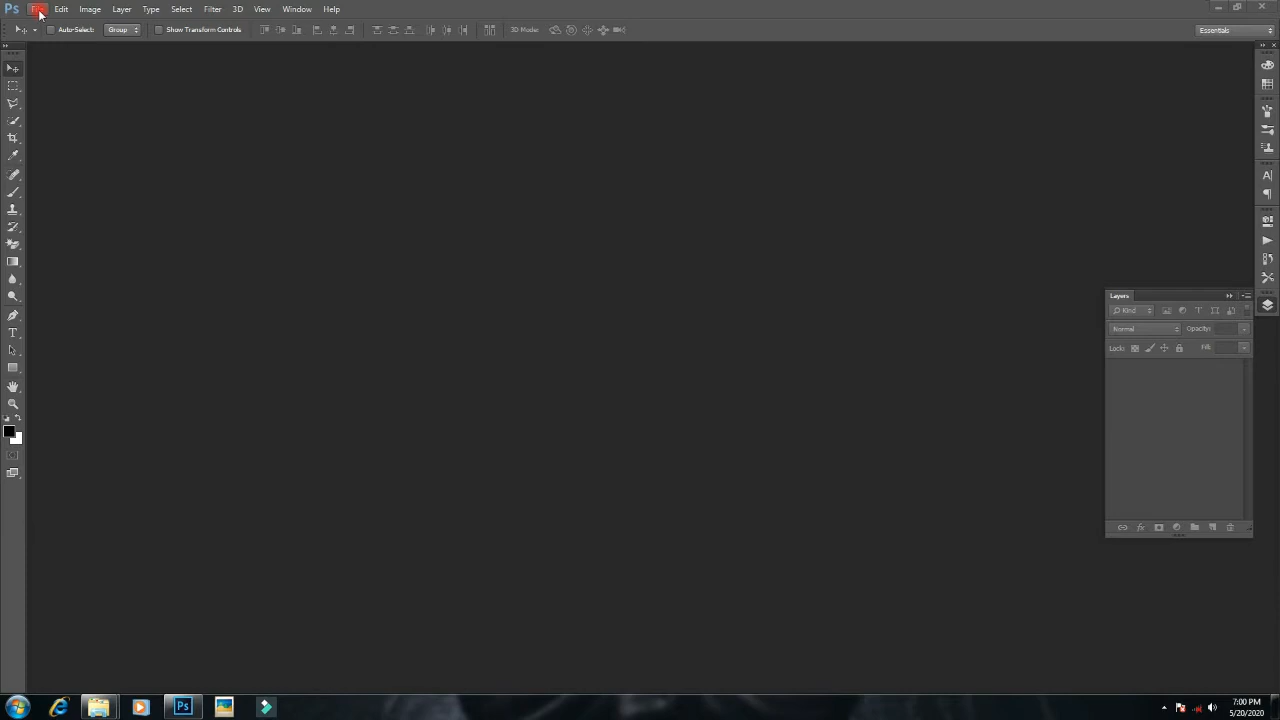 Ps Edit Image Layer Type Select Filter 3D View Window Help
Auto-Select: Group Show Transform Controls 3D Mode: Essentials
Layers
Kind
Normal Opacity:
Lock: Fill:
Ps
7:00 PM
5/20/2020